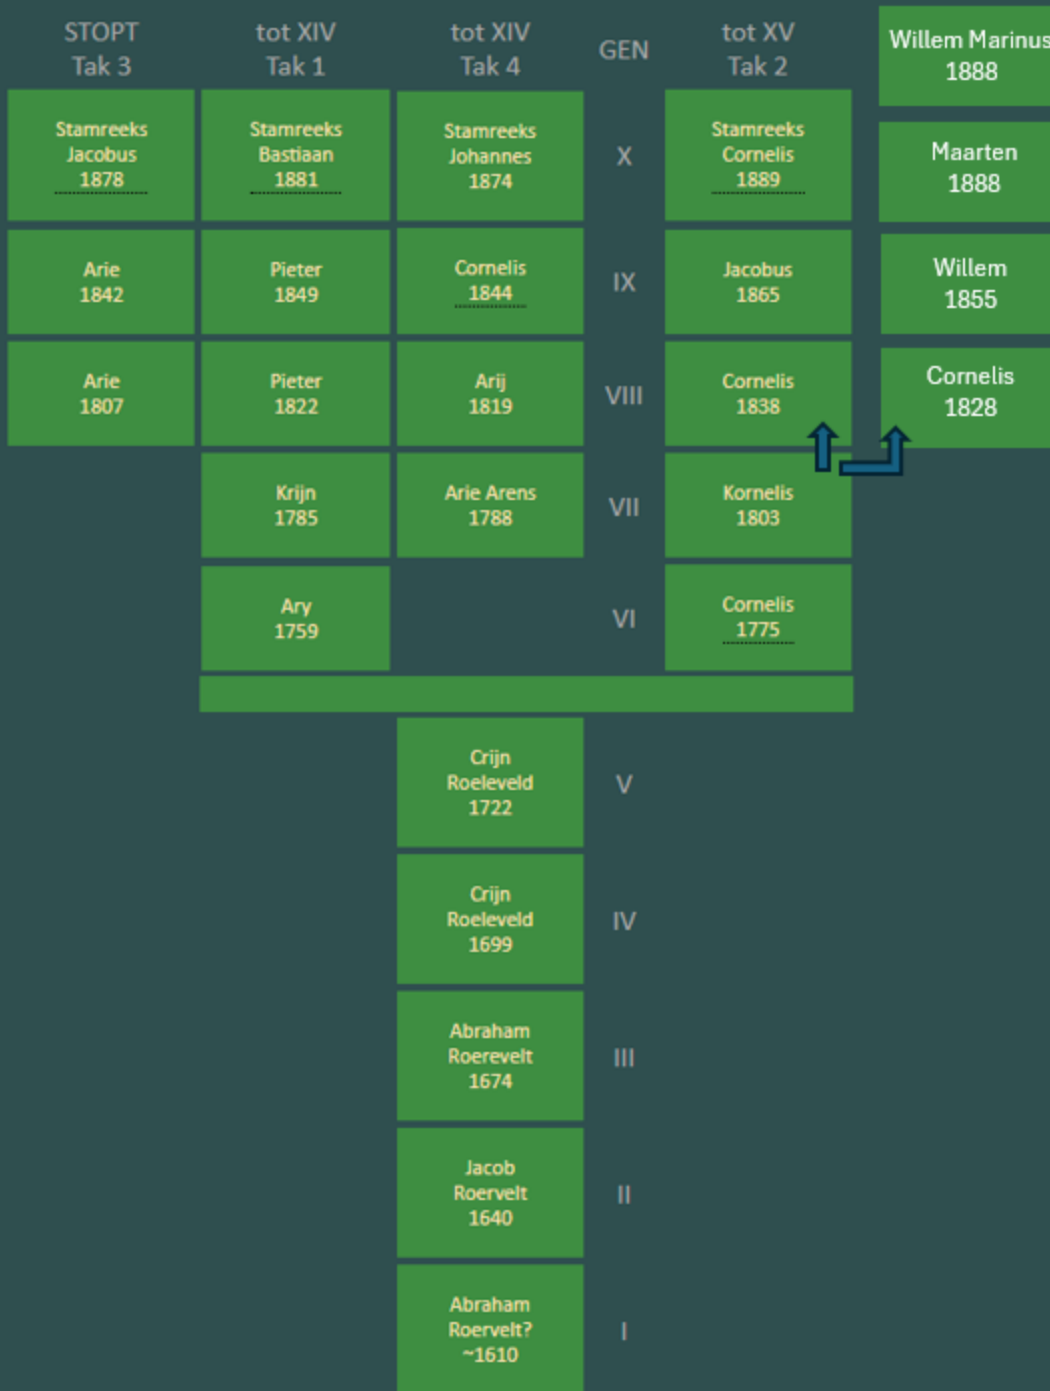 STOPT
Tak 3
tot XIV
Tak 1
tot XIV
Tak 4
GEN
tot XV
Tak 2
Willem Marinus
1888
Stamreeks
Jacobus
1878
Stamreeks
Bastiaan
1881
Stamreeks
Johannes
1874
X
Stamreeks
Cornelis
1889
Maarten
1888
Arie
1842
Pieter
1849
Cornelis
1844
IX
Jacobus
1865
Willem
1855
Arie
1807
Pieter
1822
Arij
1819
VIII
Cornelis
1838
Cornelis
1828
Krijn
1785
Arie Arens
1788
VII
Kornelis
1803
Ary
1759
VI
Cornelis
1775
Crijn
Roeleveld
1722
V
Crijn
Roeleveld
1699
IV
Abraham
Roerevelt
1674
III
Jacob
Roervelt
1640
II
Abraham
Roervelt?
~1610
I